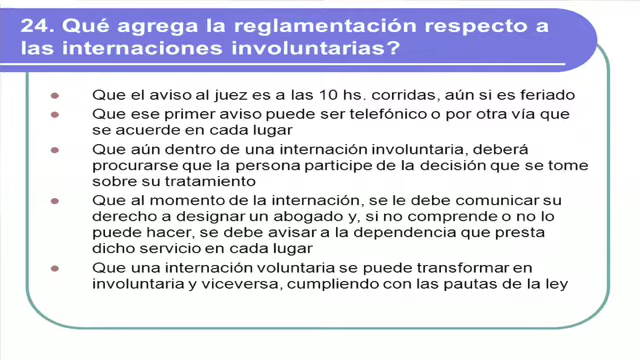 24. Qué agrega la reglamentación respecto a
las internaciones involuntarias?
Que el aviso al juez es a las 10 hs. corridas, aún si es feriado
Que ese primer aviso puede ser telefónico o por otra vía que
se acuerde en cada lugar
Que aún dentro de una internación involuntaria, deberá
procurarse que la persona participe de la decisión que se tome
sobre su tratamiento
Que al momento de la internación, se le debe comunicar su
derecho a designar un abogado y, si no comprende o no lo
puede hacer, se debe avisar a la dependencia que presta
dicho servicio en cada lugar
Que una internación voluntaria se puede transformar en
involuntaria y viceversa, cumpliendo con las pautas de la ley